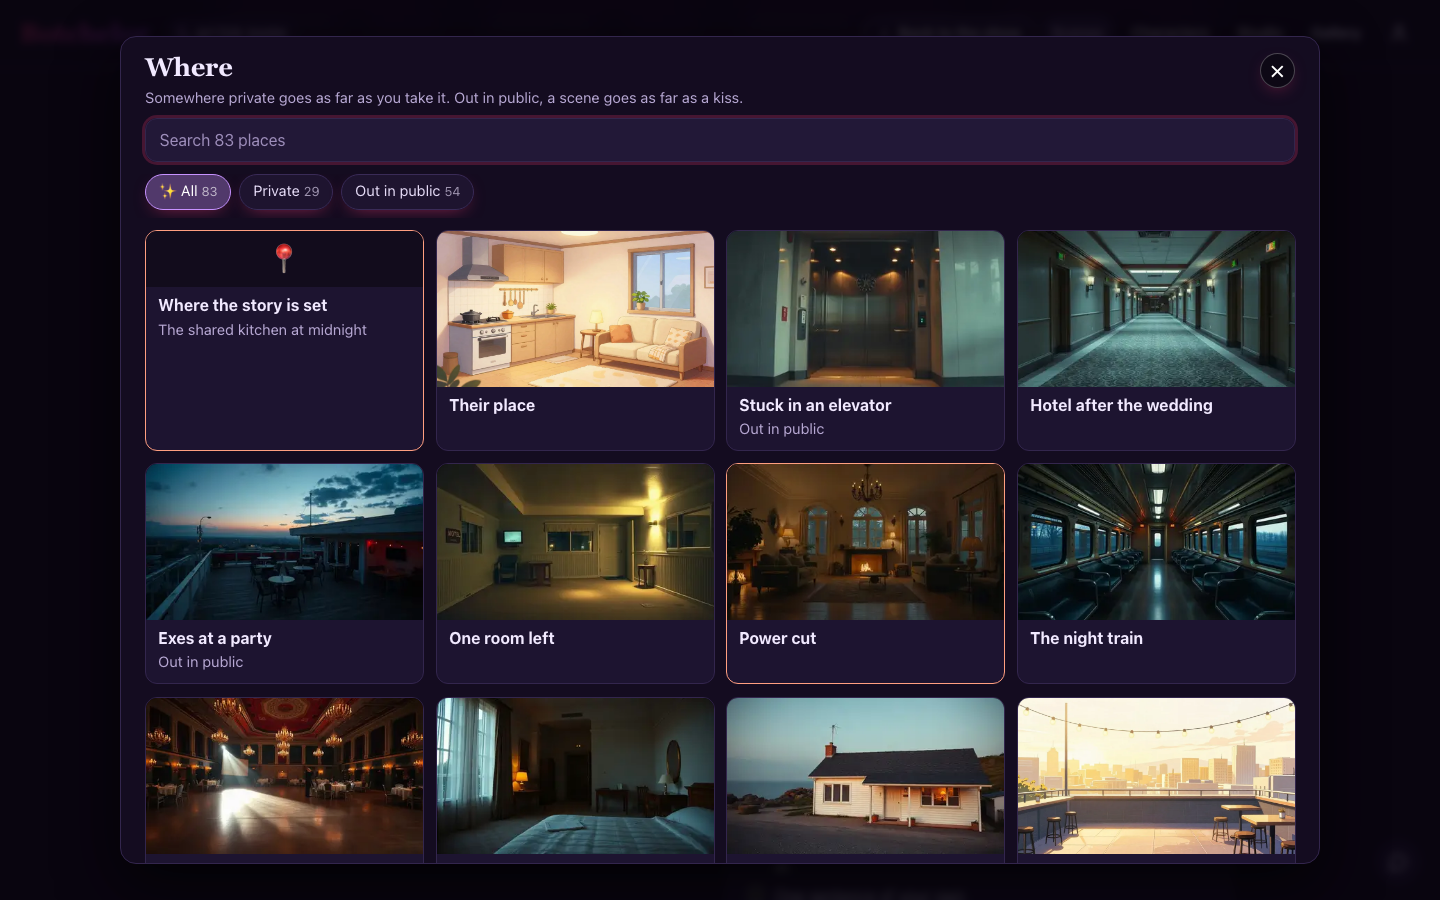 Where
Somewhere private goes as far as you take it. Out in public, a scene goes as far as a kiss.
Search 83 places
✨ All 83
Private 29
Out in public 54
Where the story is set
The shared kitchen at midnight
Their place
Stuck in an elevator
Out in public
Hotel after the wedding
Exes at a party
Out in public
One room left
Power cut
The night train